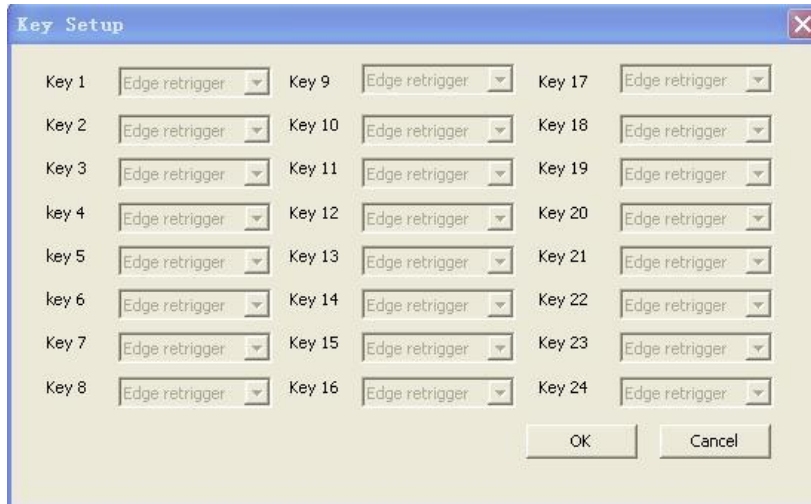 Key Setup
Key 1 Edge retrigger Key 9 Edge retrigger Key 17 Edge retrigger
Key 2 Edge retrigger Key 10 Edge retrigger Key 18 Edge retrigger
Key 3 Edge retrigger Key 11 Edge retrigger Key 19 Edge retrigger
key 4 Edge retrigger Key 12 Edge retrigger Key 20 Edge retrigger
key 5 Edge retrigger Key 13 Edge retrigger Key 21 Edge retrigger
key 6 Edge retrigger Key 14 Edge retrigger Key 22 Edge retrigger
Key 7 Edge retrigger Key 15 Edge retrigger Key 23 Edge retrigger
Key 8 Edge retrigger Key 16 Edge retrigger Key 24 Edge retrigger
OK Cancel